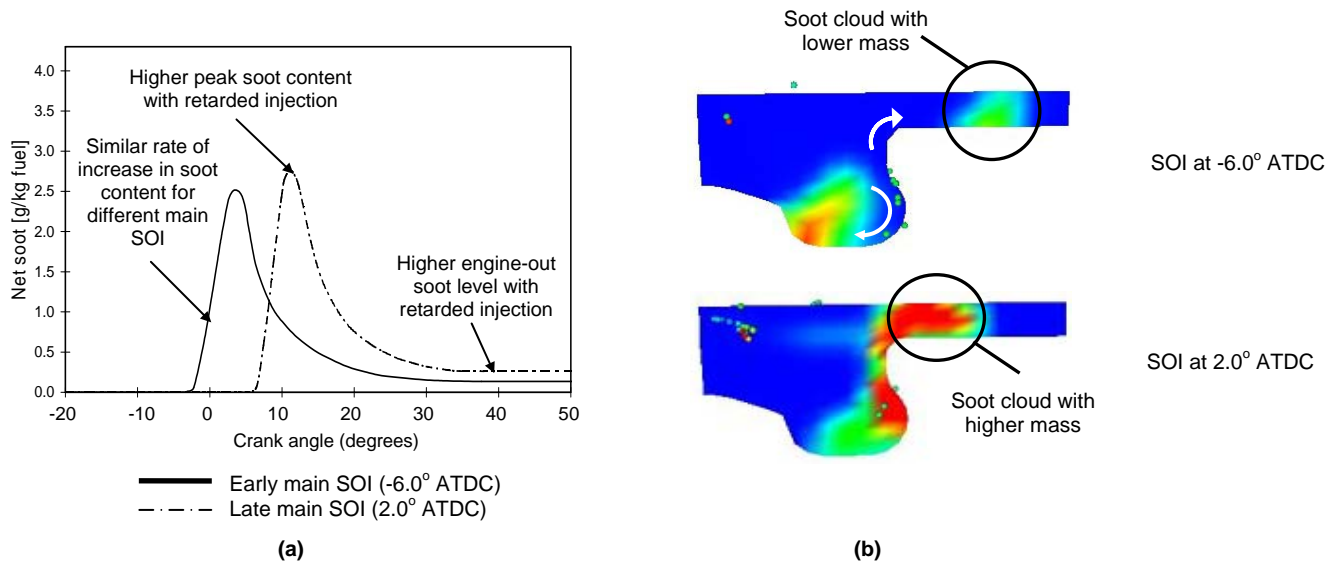 4.0
3.5
3.0
2.5
2.0
1.5
1.0
0.5
0.0
Net soot [g/kg fuel]
-20
-10
0
10
20
30
40
50
Crank angle (degrees)
Higher peak soot content
with retarded injection
Similar rate of
increase in soot
content for
different main
SOI
Higher engine-out
soot level with
retarded injection
Early main SOI (-6.0° ATDC)
Late main SOI (2.0° ATDC)
(a)
Soot cloud with
lower mass
SOI at -6.0° ATDC
SOI at 2.0° ATDC
Soot cloud with
higher mass
(b)